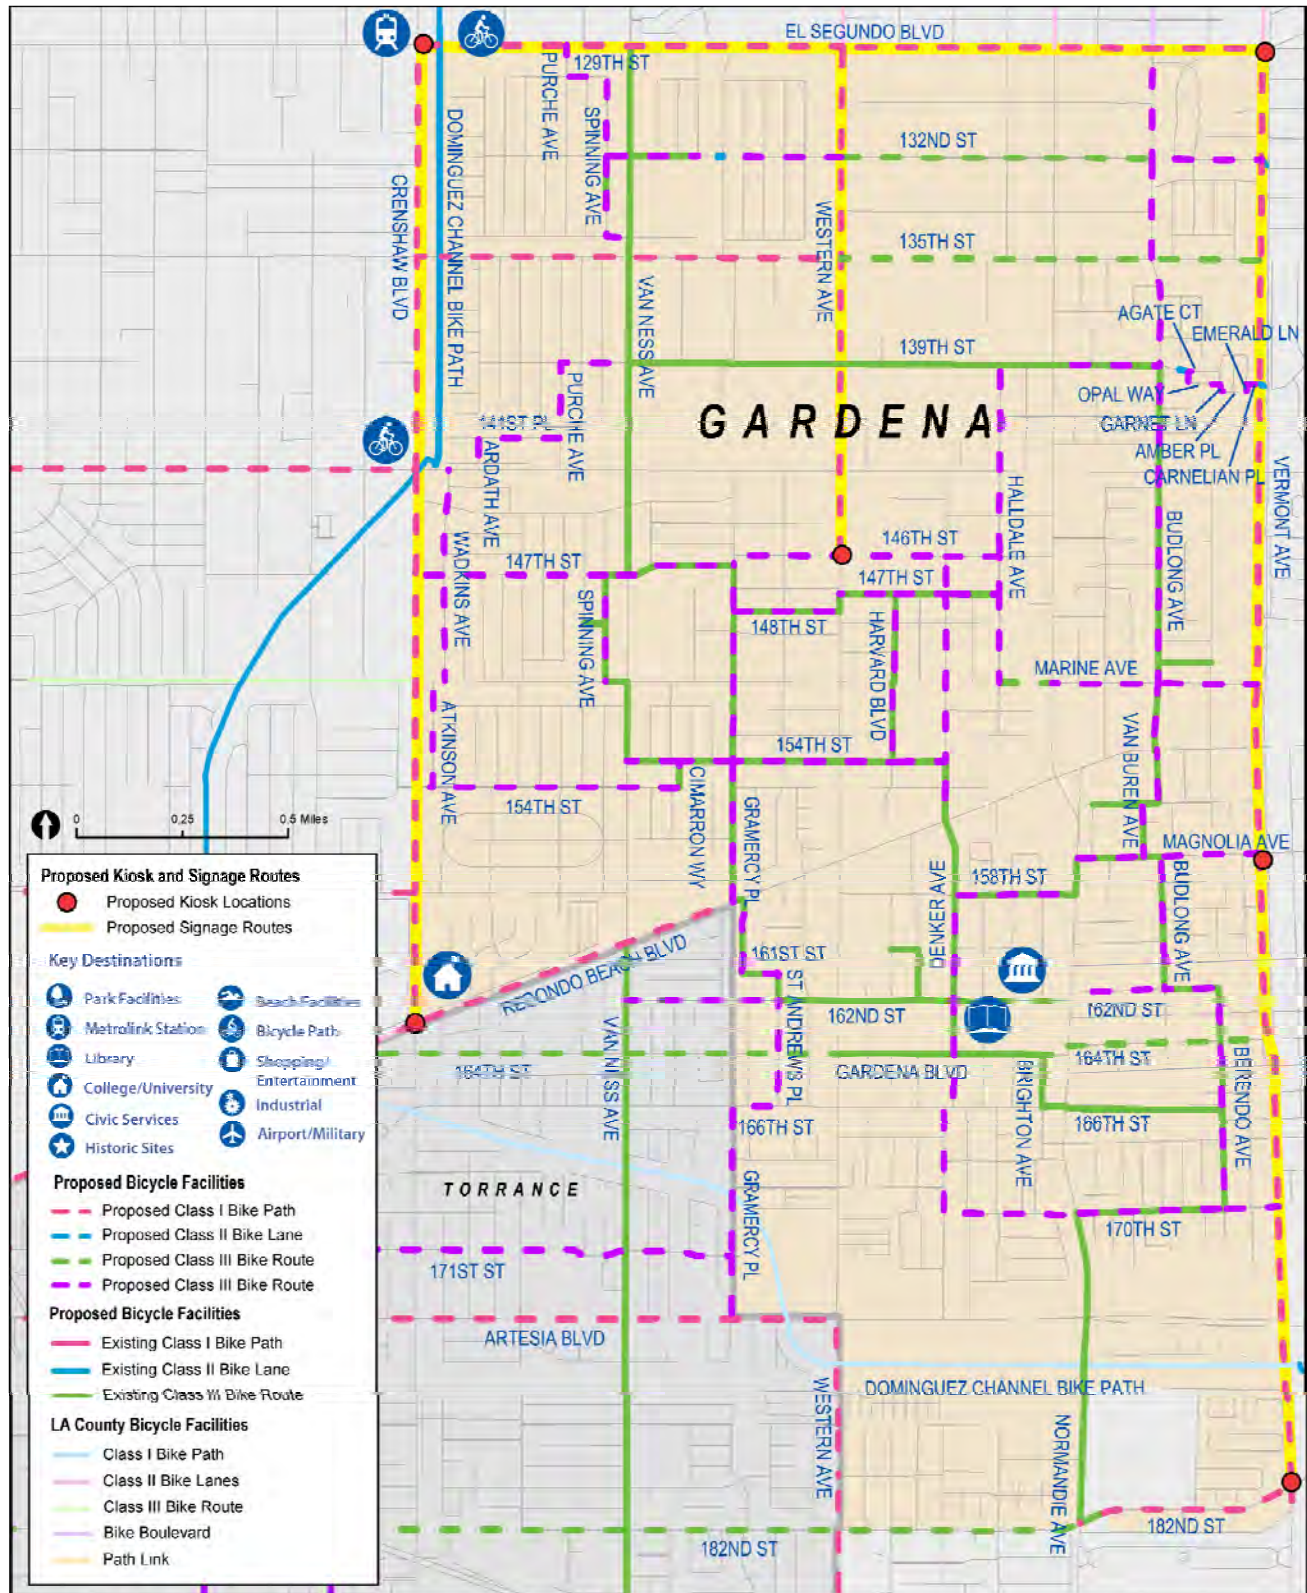 EL SEGUNDO BLVD
129TH ST
PURCHE AVE
SPINNING AVE
132ND ST
DOMINGUEZ CHANNEL BIKE PATH
CRENSHAW BLVD
WESTERN AVE
135TH ST
VAN NESS AVE
AGATE CT
EMERALD LN
139TH ST
OPAL WAY
PURCHE AVE
GARDENA
141ST PL
GARNET LN
AMBER PL
CARNELIAN PL
ARDATH AVE
VERMONT AVE
HALLDALE AVE
BUDLONG AVE
WADKINS AVE
146TH ST
147TH ST
147TH ST
SPINNING AVE
148TH ST
HARVARD BLVD
MARINE AVE
ATKINSON AVE
VAN BUREN AVE
154TH ST
CIMARRON WY
154TH ST
GRAMERCY PL
0 0.25 0.5 Miles
MAGNOLIA AVE
158TH ST
BUDLONG AVE
DENKER AVE
REDONDO BEACH BLVD
161ST ST
ST ANDREWS PL
162ND ST
162ND ST
VAN NESS AVE
164TH ST
GARDENA BLVD
164TH ST
BRIGHTON AVE
BERENDO AVE
166TH ST
166TH ST
TORRANCE
GRAMERCY PL
170TH ST
171ST ST
ARTESIA BLVD
WESTERN AVE
DOMINGUEZ CHANNEL BIKE PATH
NORMANDIE AVE
182ND ST
182ND ST
Proposed Kiosk and Signage Routes
Proposed Kiosk Locations
Proposed Signage Routes
Key Destinations
Park Facilities
Metrolink Station
Library
College/University
Civic Services
Historic Sites
Beach Facilities
Bicycle Path
Shopping/
Entertainment
Industrial
Airport/Military
Proposed Bicycle Facilities
Proposed Class I Bike Path
Proposed Class II Bike Lane
Proposed Class III Bike Route
Proposed Class III Bike Route
Proposed Bicycle Facilities
Existing Class I Bike Path
Existing Class II Bike Lane
Existing Class III Bike Route
LA County Bicycle Facilities
Class I Bike Path
Class II Bike Lanes
Class III Bike Route
Bike Boulevard
Path Link